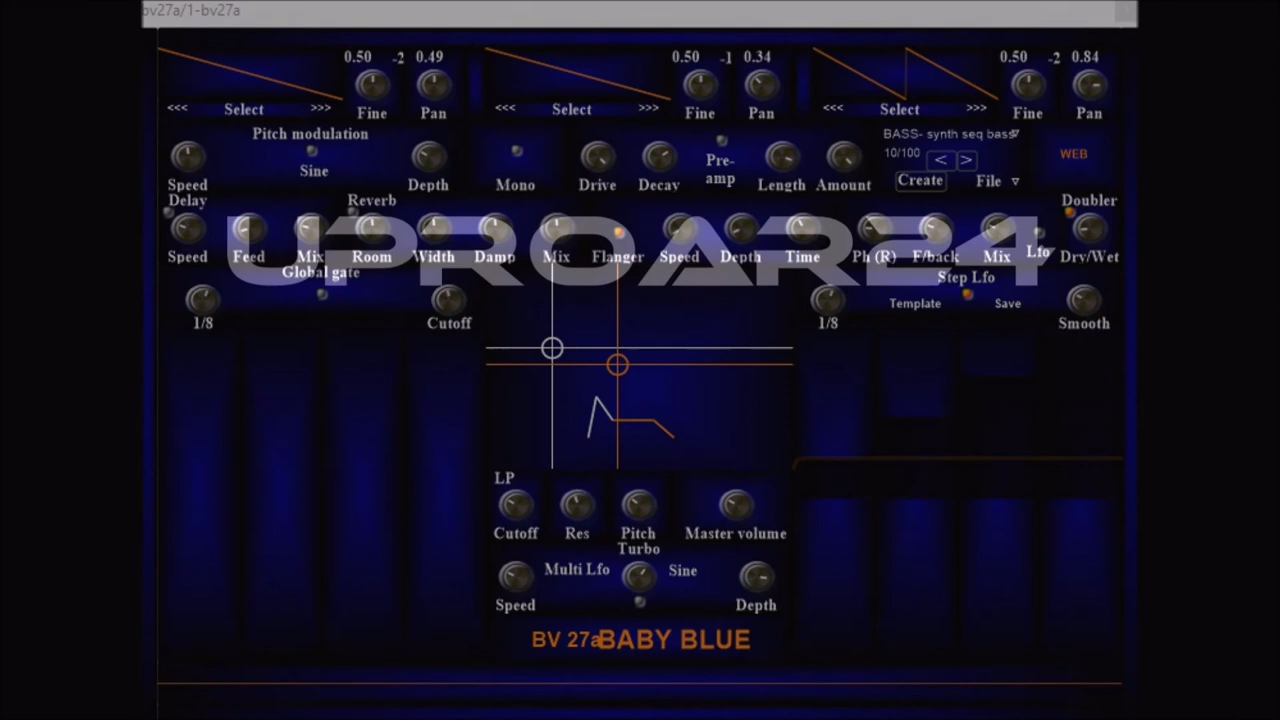 bv27a/1-bv27a
0.50 -2 0.49 0.50 -1 0.34 0.50 -2 0.84
<<< Select >>> Fine Pan <<< Select >>> Fine Pan <<< Select >>> Fine Pan
Pitch modulation BASS- synth seq bass
Sine Pre-amp 10/100 < > WEB
Speed Depth Mono Drive Decay Length Amount Create File
Delay Reverb Doubler
UPROAR24
Speed Feed Mix Room Width Damp Mix Flanger Speed Depth Time Ph (R) F/back Mix Lfo Dry/Wet
Global gate Step Lfo
Template Save
1/8 Cutoff 1/8 Smooth
LP
Cutoff Res Pitch Master volume
Turbo
Multi Lfo Sine
Speed Depth
BV 27a BABY BLUE